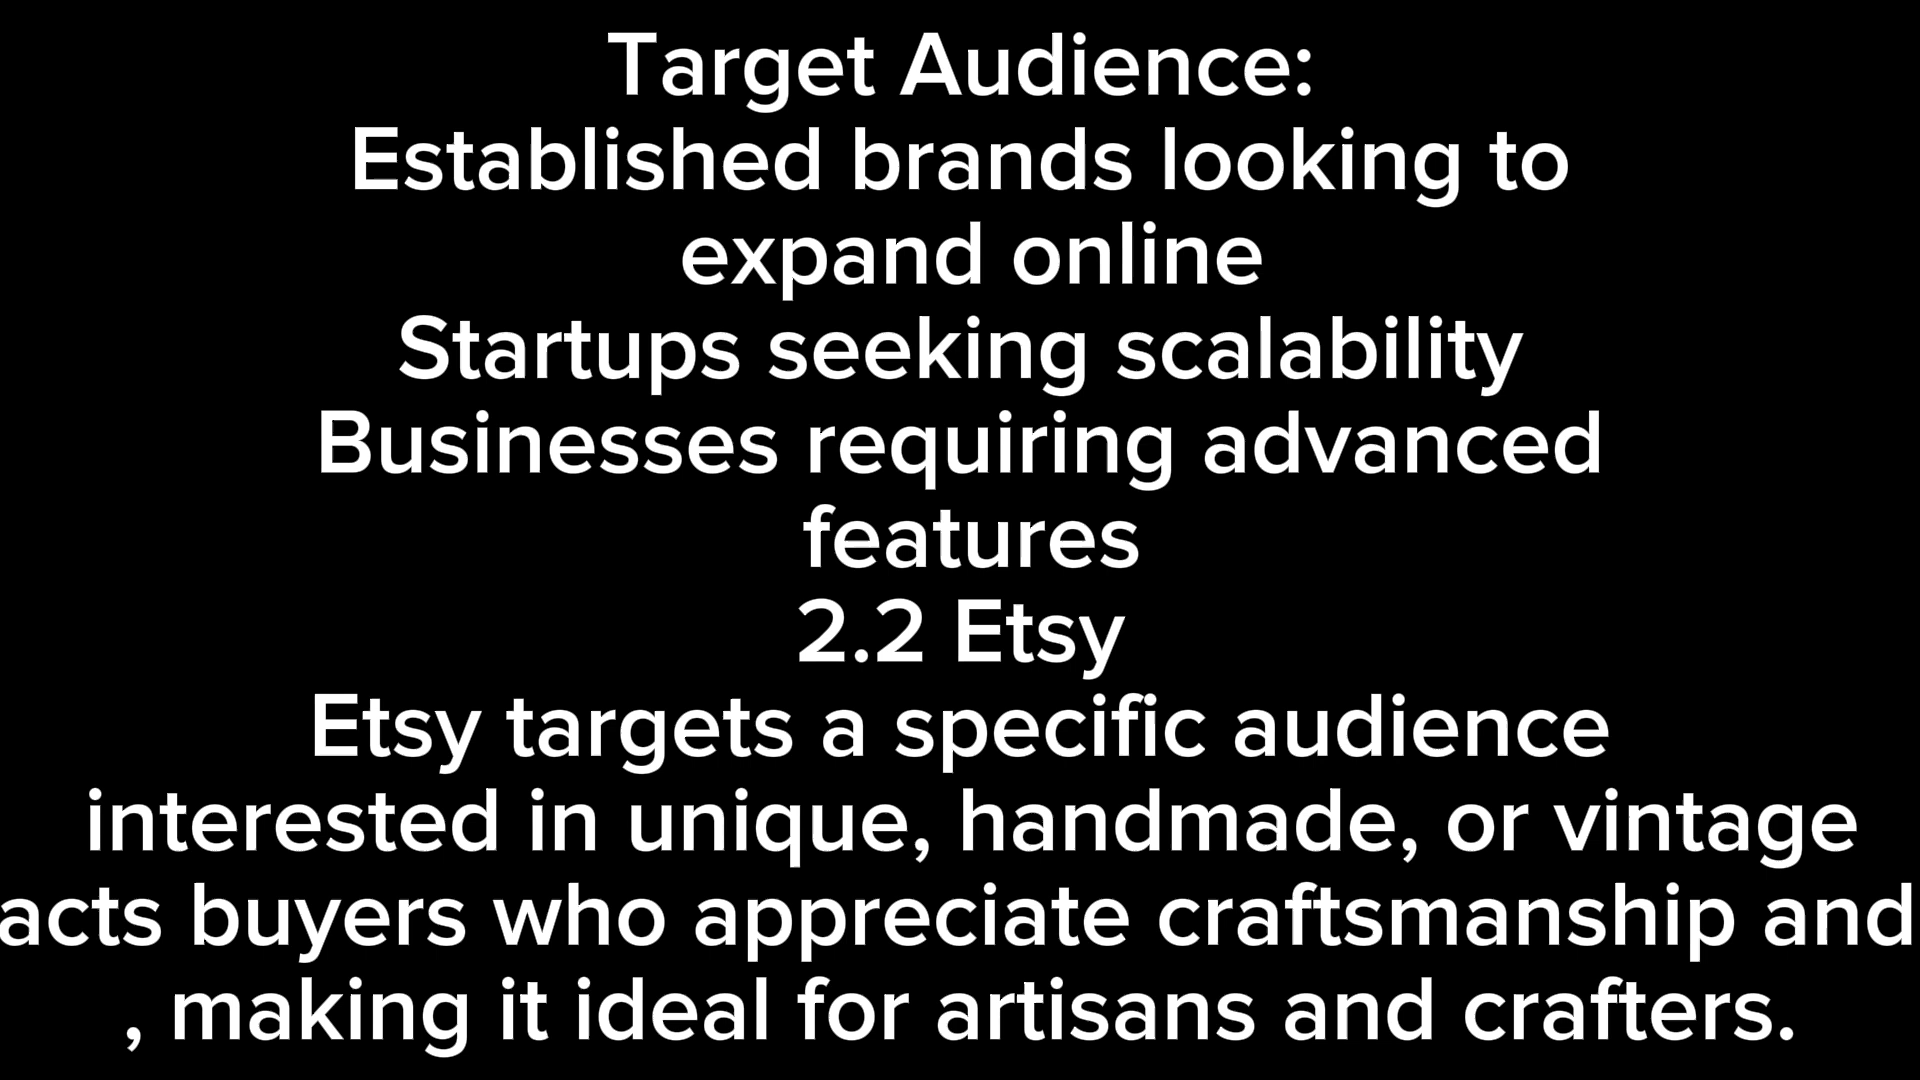 Target Audience:
Established brands looking to
expand online
Startups seeking scalability
Businesses requiring advanced
features
2.2 Etsy
Etsy targets a specific audience
interested in unique, handmade, or vintage
acts buyers who appreciate craftsmanship and
, making it ideal for artisans and crafters.